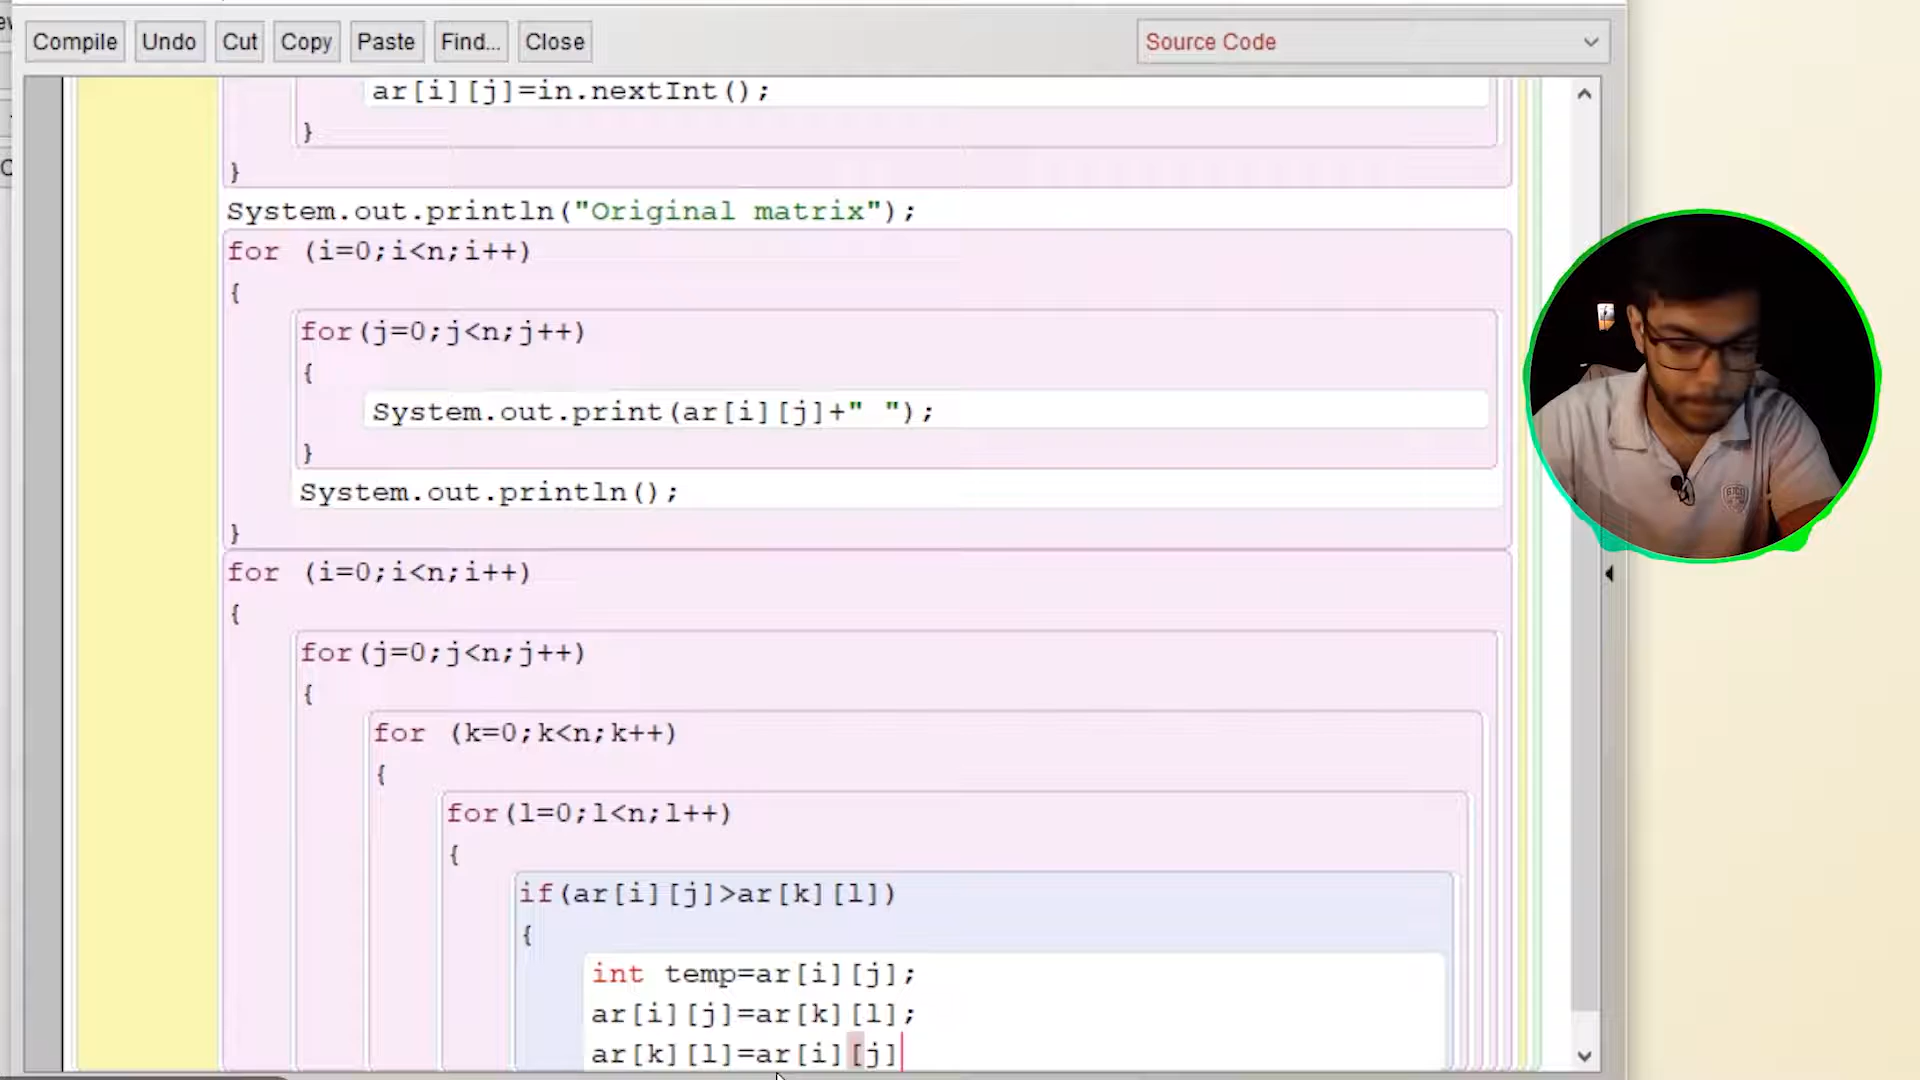 Compile Undo Cut Copy Paste Find... Close Source Code
ar[i][j]=in.nextInt();
}
}
System.out.println("Original matrix");
for (i=0;i<n;i++)
{
for(j=0;j<n;j++)
{
System.out.print(ar[i][j]+" ");
}
System.out.println();
}
for (i=0;i<n;i++)
{
for(j=0;j<n;j++)
{
for (k=0;k<n;k++)
{
for(l=0;l<n;l++)
{
if(ar[i][j]>ar[k][l])
{
int temp=ar[i][j];
ar[i][j]=ar[k][l];
ar[k][l]=ar[i][j]